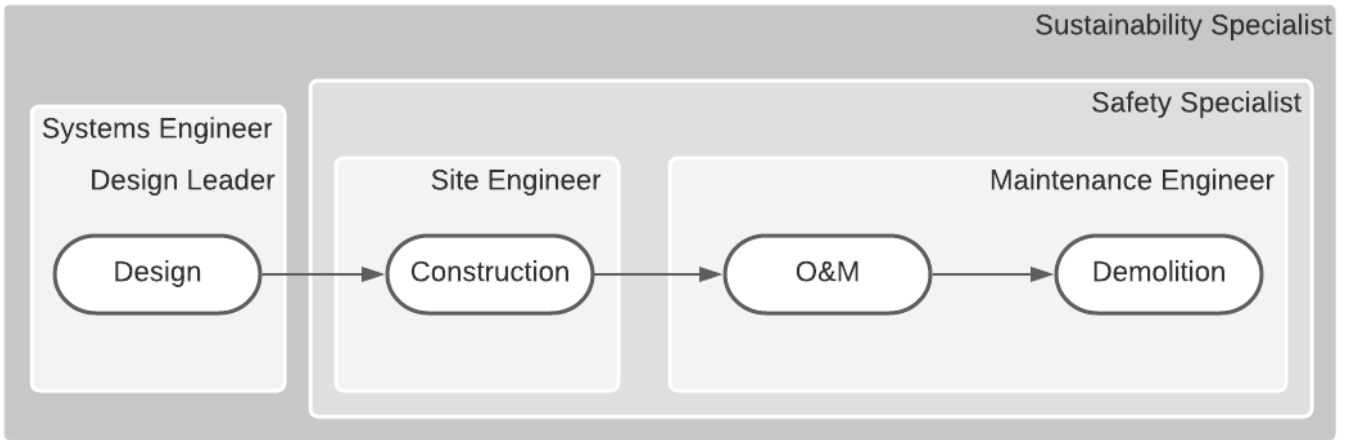 Sustainability Specialist
Safety Specialist
Systems Engineer
Design Leader
Site Engineer
Maintenance Engineer
Design
Construction
O&M
Demolition